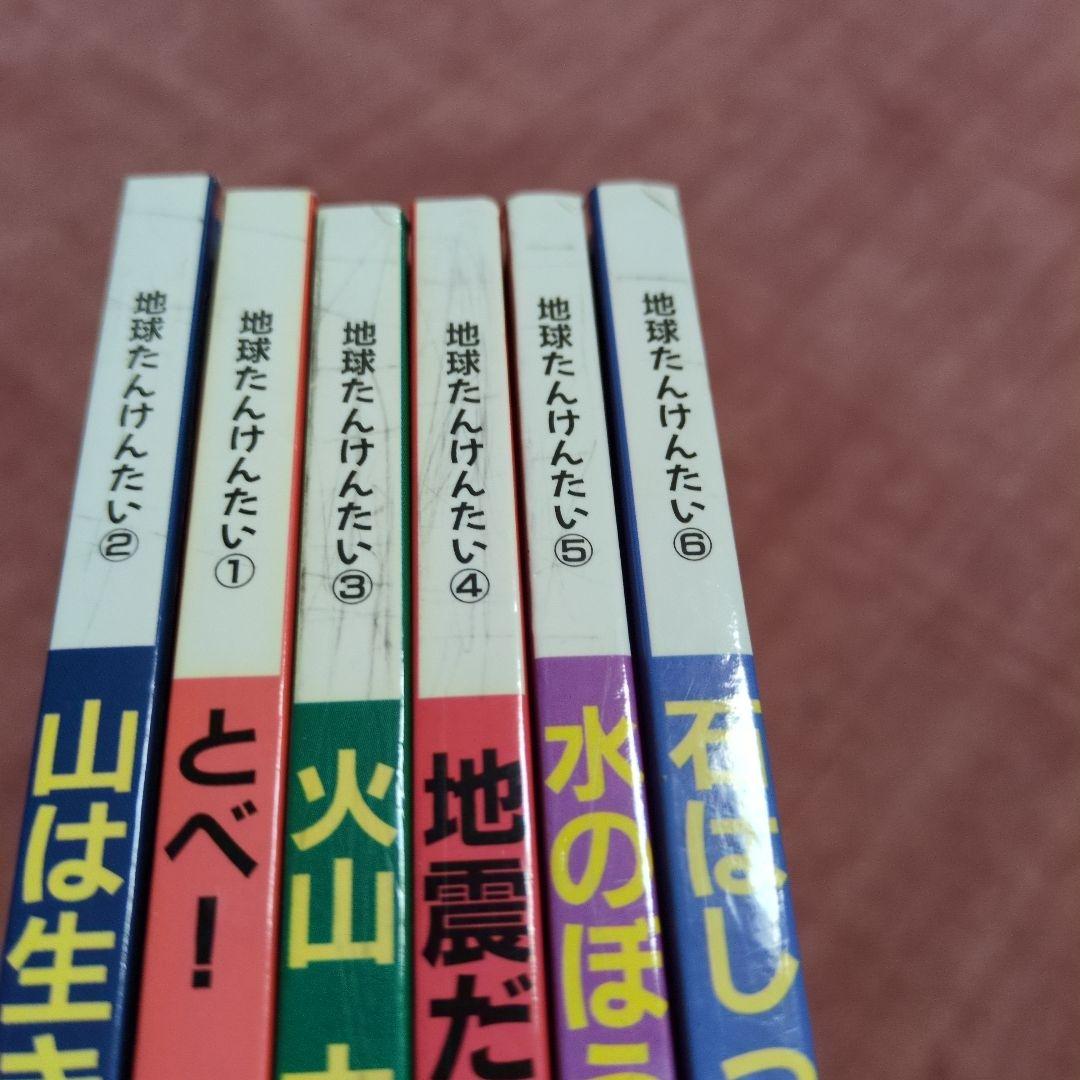 地球たんけんたい②
山は生き
地球たんけんたい①
とべ!
地球たんけんたい③
火山
地球たんけんたい④
地震だ
地球たんけんたい⑤
水のぼう
地球たんけんたい⑥
石はしっ